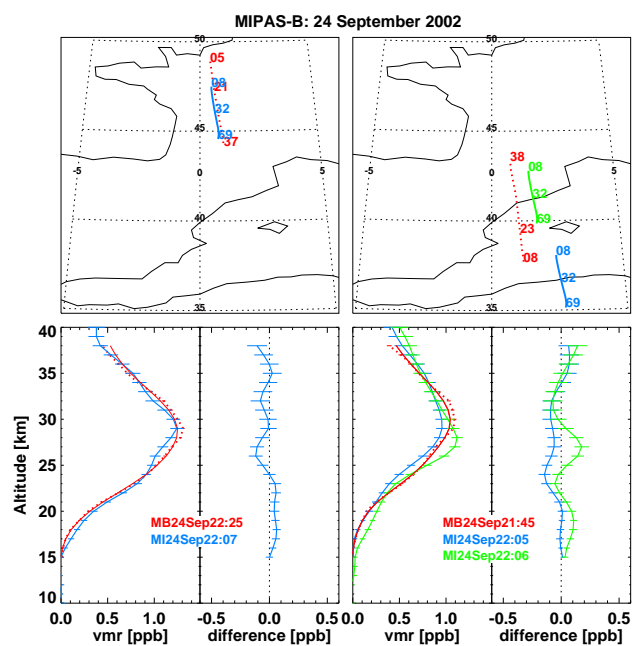 MIPAS-B: 24 September 2002
50 50
05
08
21
32
45 69
37
-5 0 5
40
35
38
08
45
-5 0 5
32
40 69
23
08 08
32
35 69
40
35
30
25
20
15
10
Altitude [km]
MB24Sep22:25
MI24Sep22:07
MB24Sep21:45
MI24Sep22:05
MI24Sep22:06
0.0 0.5 1.0 -0.5 0.0 0.5 0.0 0.5 1.0 -0.5 0.0 0.5
vmr [ppb] difference [ppb] vmr [ppb] difference [ppb]